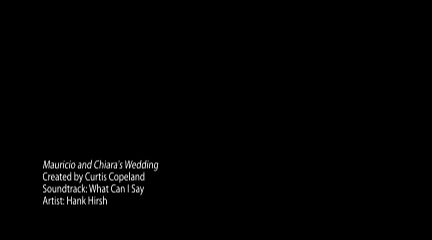 Mauricio and Chiara's Wedding
Created by Curtis Copeland
Soundtrack: What Can I Say
Artist: Hank Hirsh